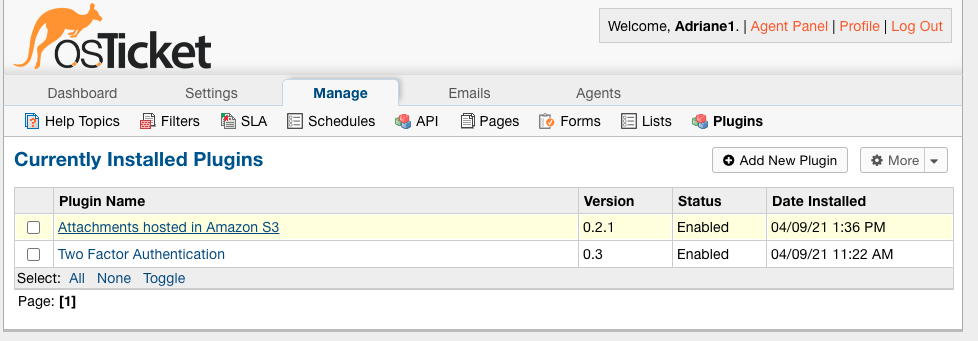 Welcome, Adriane1. | Agent Panel | Profile | Log Out
osTicket
Dashboard Settings Manage Emails Agents
Help Topics Filters SLA Schedules API Pages Forms Lists Plugins
Currently Installed Plugins Add New Plugin More
Plugin Name Version Status Date Installed
Attachments hosted in Amazon S3 0.2.1 Enabled 04/09/21 1:36 PM
Two Factor Authentication 0.3 Enabled 04/09/21 11:22 AM
Select: All None Toggle
Page: [1]